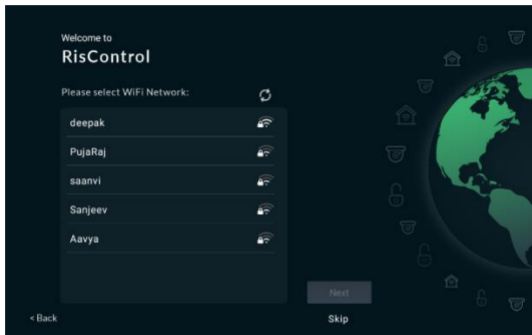 Welcome to
RisControl
Please select WiFi Network:
deepak
PujaRaj
saanvi
Sanjeev
Aavya
Next
< Back
Skip